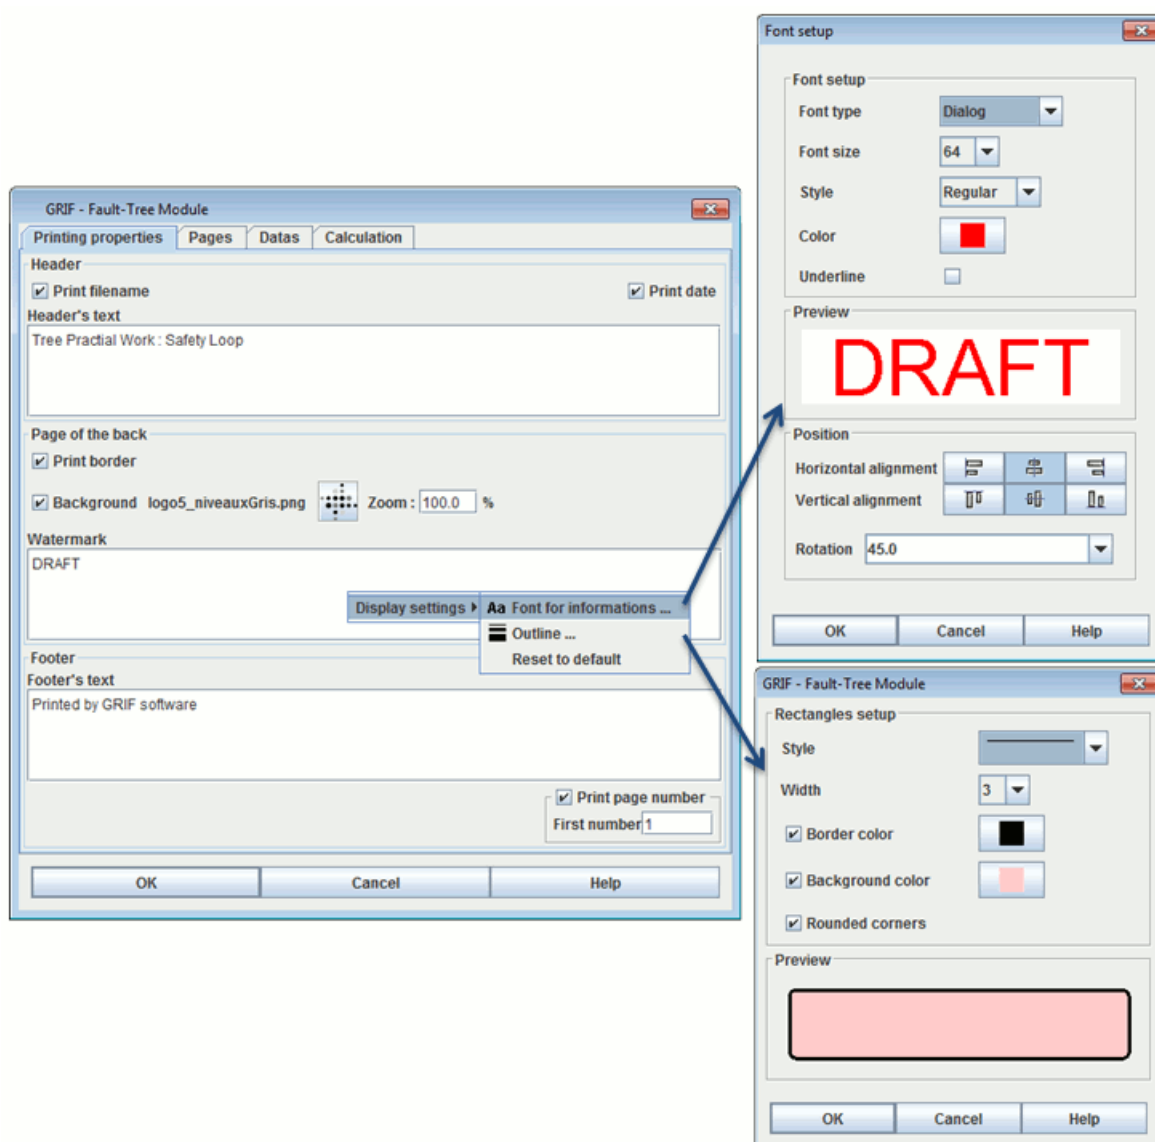 GRIF - Fault-Tree Module
Printing properties Pages Datas Calculation
Header
Print filename Print date
Header's text
Tree Practial Work : Safety Loop
Page of the back
Print border
Background logo5_niveauxGris.png Zoom : 100.0 %
Watermark
DRAFT
Display settings Aa Font for informations ...
Outline ...
Reset to default
Footer
Footer's text
Printed by GRIF software
Print page number
First number 1
OK Cancel Help
Font setup
Font setup
Font type Dialog
Font size 64
Style Regular
Color
Underline
Preview
DRAFT
Position
Horizontal alignment
Vertical alignment
Rotation 45.0
OK Cancel Help
GRIF - Fault-Tree Module
Rectangles setup
Style
Width 3
Border color
Background color
Rounded corners
Preview
OK Cancel Help